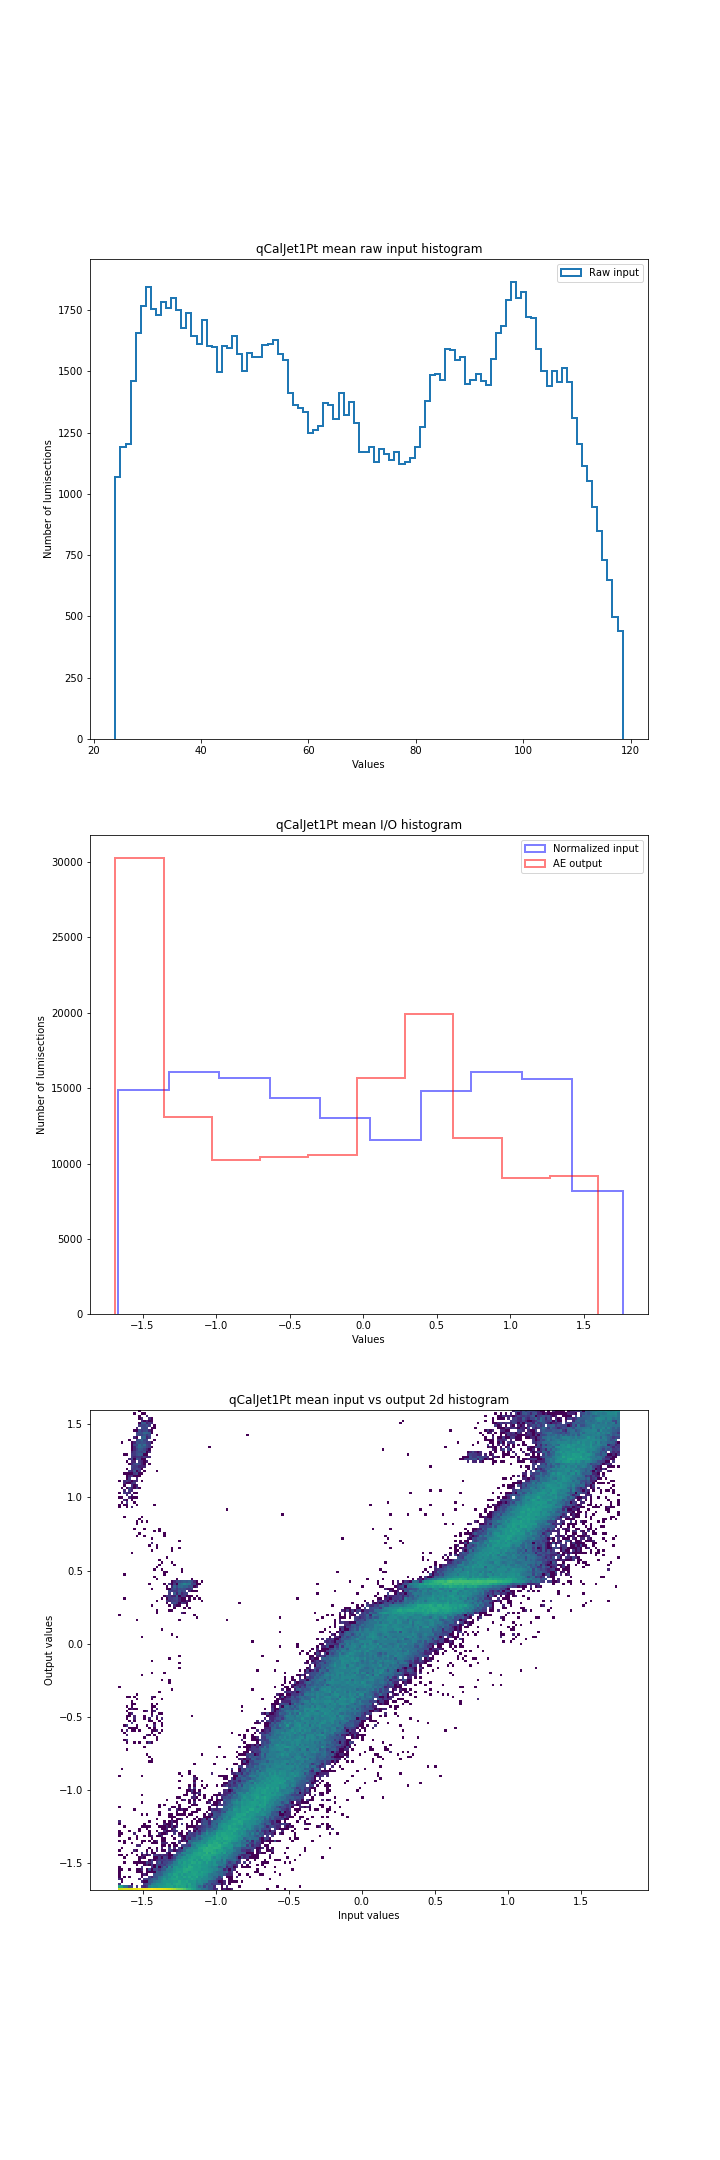 qCalJet1Pt mean raw input histogram
Raw input
1750
1500
1250
1000
750
500
250
0
Number of lumisections
20 40 60 80 100 120
Values
qCalJet1Pt mean I/O histogram
Normalized input
AE output
30000
25000
20000
15000
10000
5000
0
Number of lumisections
−1.5 −1.0 −0.5 0.0 0.5 1.0 1.5
Values
qCalJet1Pt mean input vs output 2d histogram
1.5
1.0
0.5
0.0
−0.5
−1.0
−1.5
Output values
−1.5 −1.0 −0.5 0.0 0.5 1.0 1.5
Input values